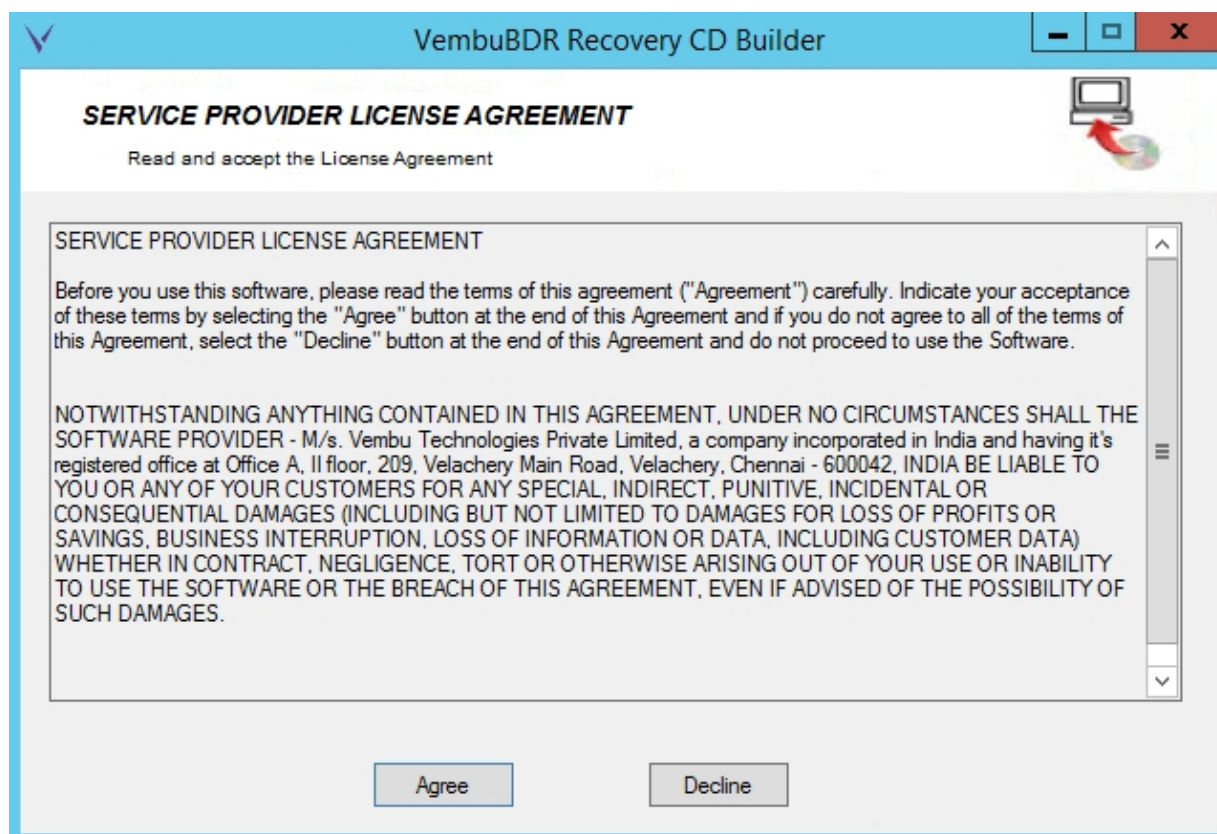 VembuBDR Recovery CD Builder
SERVICE PROVIDER LICENSE AGREEMENT
Read and accept the License Agreement
SERVICE PROVIDER LICENSE AGREEMENT
Before you use this software, please read the terms of this agreement ("Agreement") carefully. Indicate your acceptance
of these terms by selecting the "Agree" button at the end of this Agreement and if you do not agree to all of the terms of
this Agreement, select the "Decline" button at the end of this Agreement and do not proceed to use the Software.
NOTWITHSTANDING ANYTHING CONTAINED IN THIS AGREEMENT, UNDER NO CIRCUMSTANCES SHALL THE
SOFTWARE PROVIDER - M/s. Vembu Technologies Private Limited, a company incorporated in India and having it's
registered office at Office A, II floor, 209, Velachery Main Road, Velachery, Chennai - 600042, INDIA BE LIABLE TO
YOU OR ANY OF YOUR CUSTOMERS FOR ANY SPECIAL, INDIRECT, PUNITIVE, INCIDENTAL OR
CONSEQUENTIAL DAMAGES (INCLUDING BUT NOT LIMITED TO DAMAGES FOR LOSS OF PROFITS OR
SAVINGS, BUSINESS INTERRUPTION, LOSS OF INFORMATION OR DATA, INCLUDING CUSTOMER DATA)
WHETHER IN CONTRACT, NEGLIGENCE, TORT OR OTHERWISE ARISING OUT OF YOUR USE OR INABILITY
TO USE THE SOFTWARE OR THE BREACH OF THIS AGREEMENT, EVEN IF ADVISED OF THE POSSIBILITY OF
SUCH DAMAGES.
Agree Decline